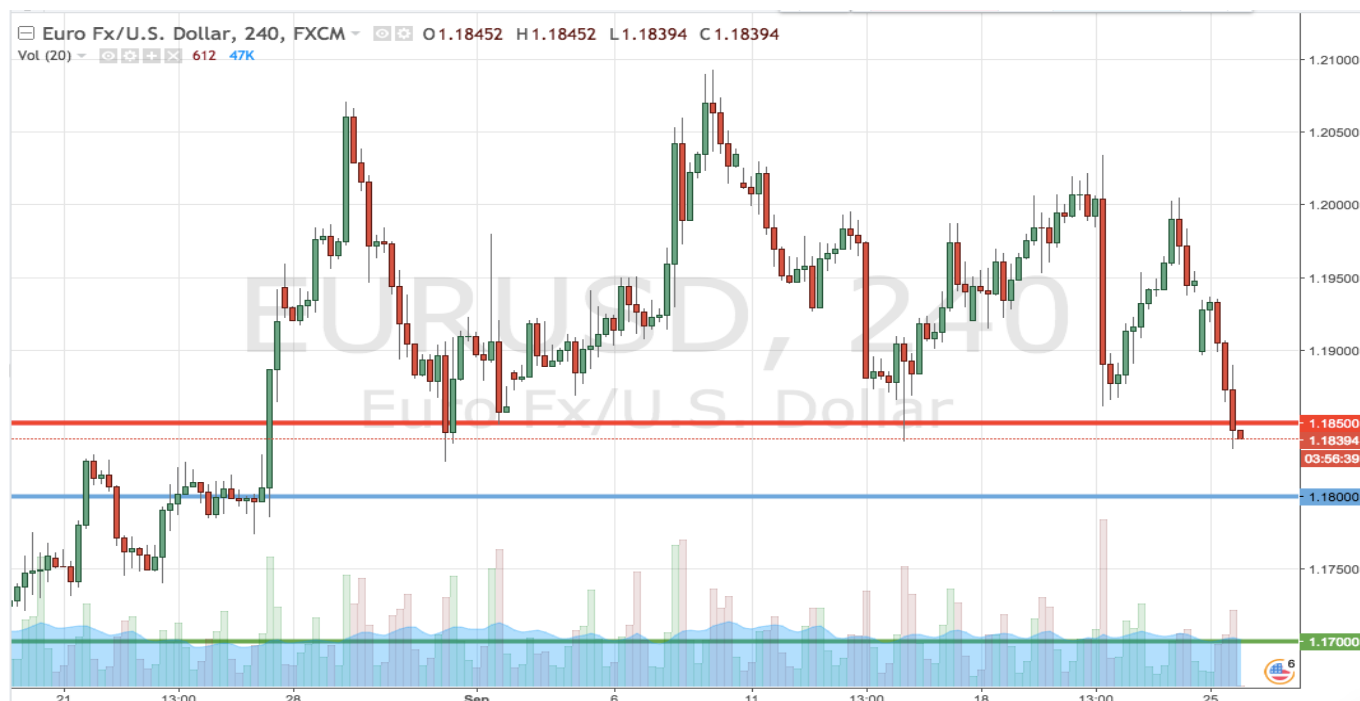 Euro Fx/U.S. Dollar, 240, FXCM O1.18452 H1.18452 L1.18394 C1.18394
Vol (20) 612 47K
EURUSD, 240
Euro Fx/U.S. Dollar
1.21000
1.20500
1.20000
1.19500
1.19000
1.18500
1.18394
03:56:39
1.18000
1.17500
1.17000
6
21 13:00 28 Sep 6 11 13:00 18 13:00 25